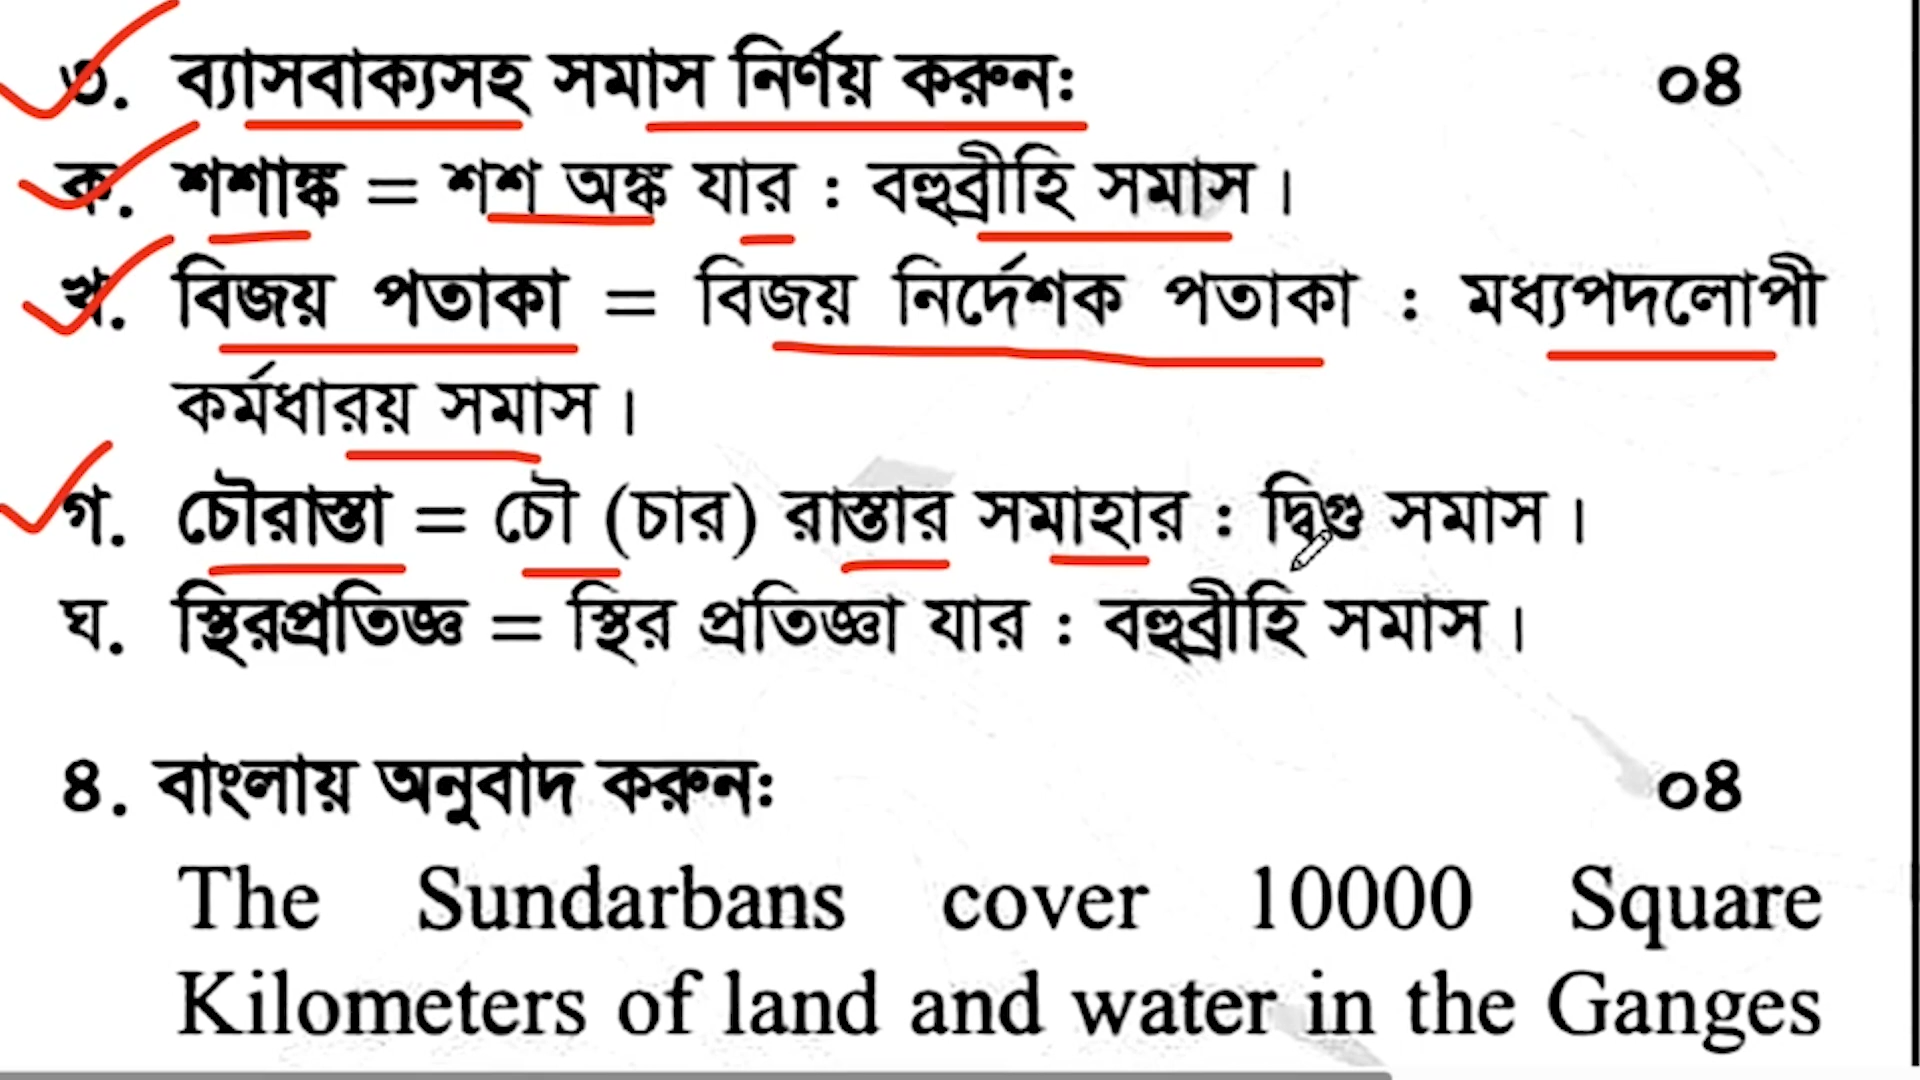 ৩. ব্যাসবাক্যসহ সমাস নির্ণয় করুনঃ ০৪
ক. শশাঙ্ক = শশ অঙ্ক যার : বহুব্রীহি সমাস।
খ. বিজয় পতাকা = বিজয় নির্দেশক পতাকা : মধ্যপদলোপী
কর্মধারয় সমাস।
গ. চৌরাস্তা = চৌ (চার) রাস্তার সমাহার : দ্বিগু সমাস।
ঘ. স্থিরপ্রতিজ্ঞ = স্থির প্রতিজ্ঞা যার : বহুব্রীহি সমাস।
৪. বাংলায় অনুবাদ করুনঃ ০৪
The Sundarbans cover 10000 Square
Kilometers of land and water in the Ganges